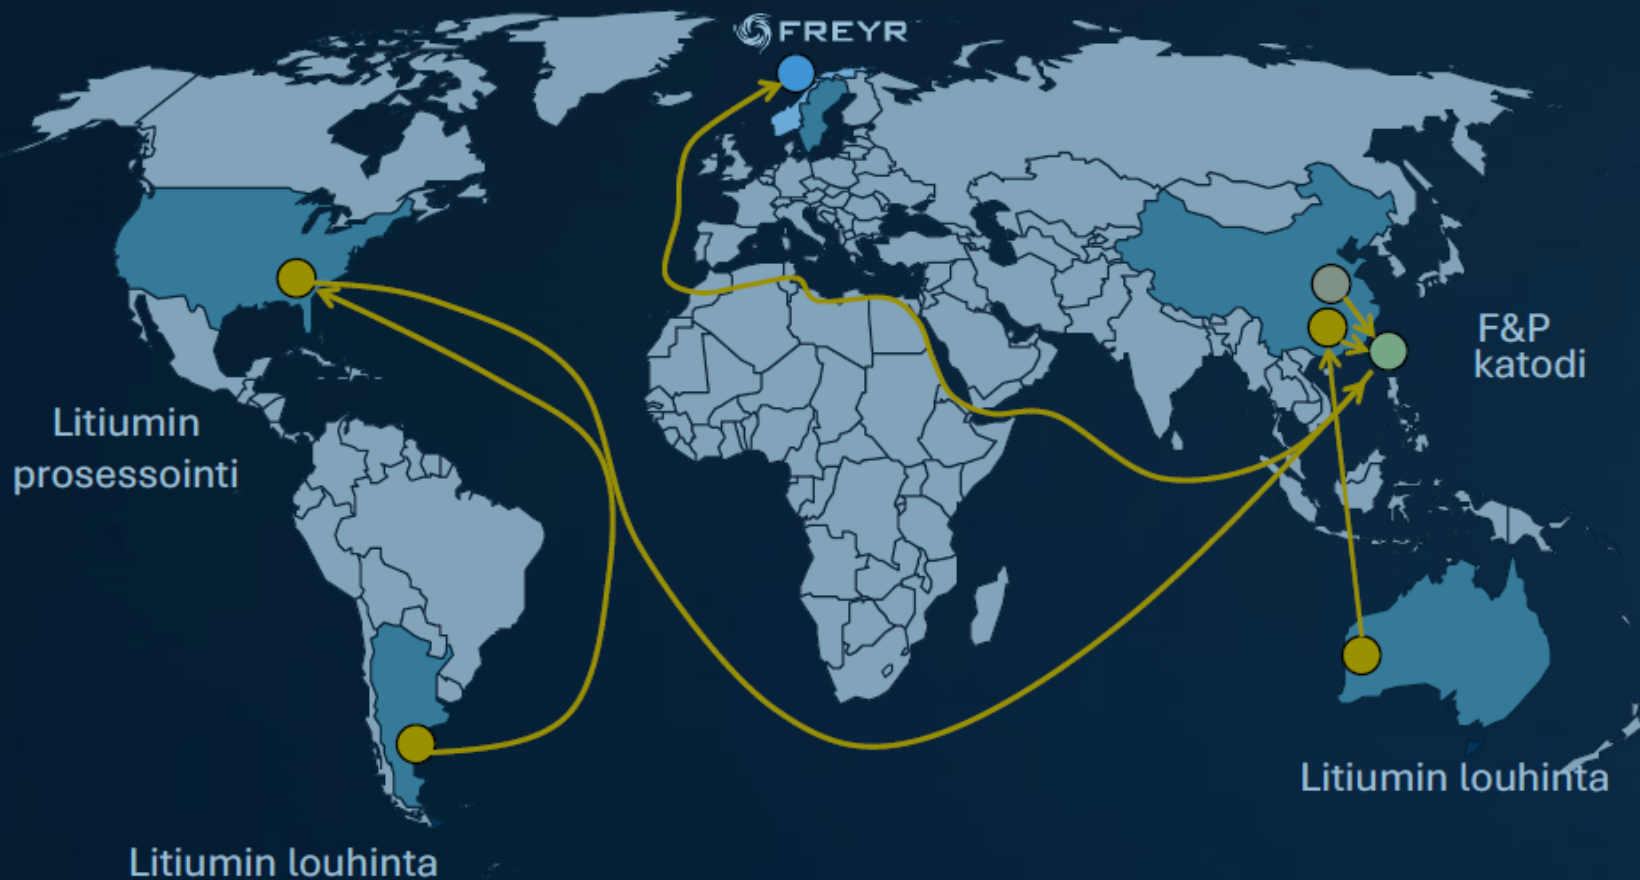 FREYR
F&P
katodi
Litiumin
prosessointi
Litiumin louhinta
Litiumin louhinta